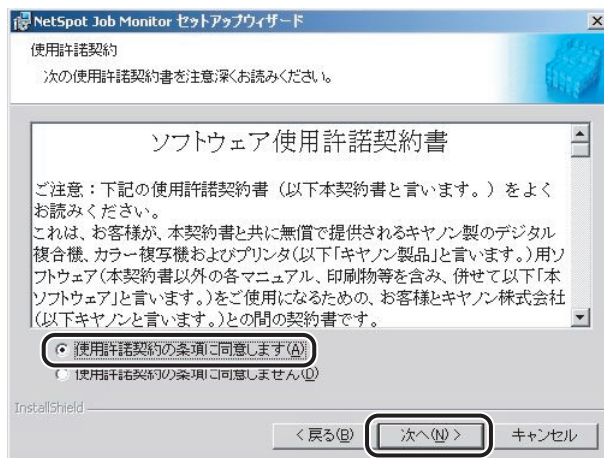 NetSpot Job Monitor セットアップウィザード
使用許諾契約
次の使用許諾契約書を注意深くお読みください。
ソフトウェア使用許諾契約書
ご注意：下記の使用許諾契約書（以下本契約書と言います。）をよく
お読みください。
これは、お客様が、本契約書と共に無償で提供されるキヤノン製のデジタル
複合機、カラー複写機およびプリンタ(以下「キヤノン製品」と言います。)用ソ
フトウェア(本契約書以外の各マニュアル、印刷物等を含み、併せて以下「本
ソフトウェア」と言います。)をご使用になるための、お客様とキヤノン株式会社
(以下キヤノンと言います。)との間の契約書です。
使用許諾契約の条項に同意します(A)
使用許諾契約の条項に同意しません(D)
InstallShield
< 戻る(B)
次へ(N) >
キャンセル